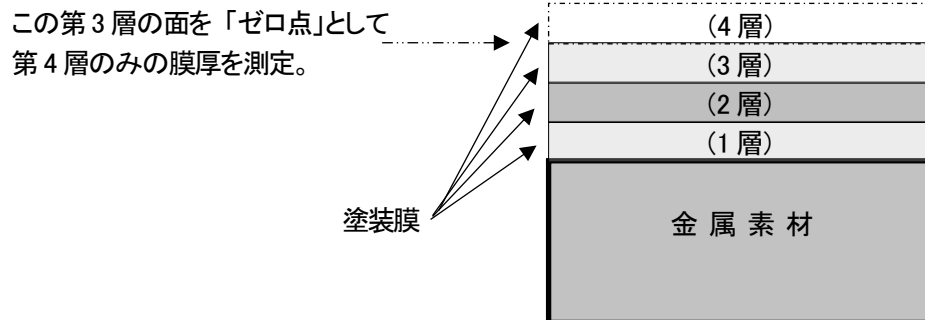 この第3層の面を「ゼロ点」として
第4層のみの膜厚を測定。
(4層)
(3層)
(2層)
(1層)
塗装膜
金属素材